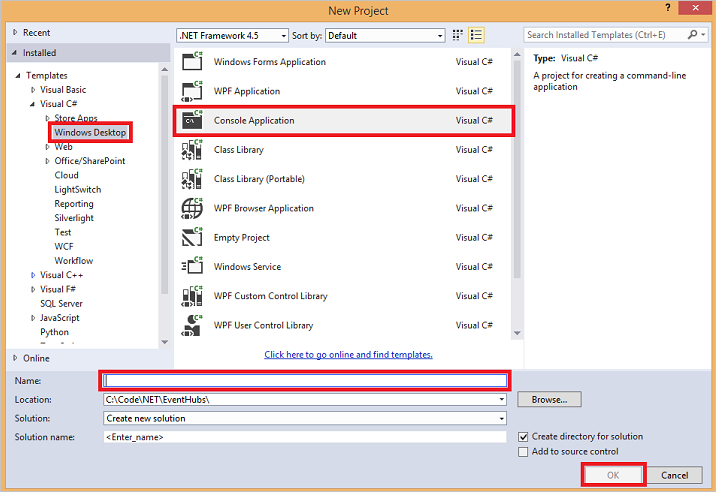 New Project
?
Recent
Installed
.NET Framework 4.5
Sort by: Default
Search Installed Templates (Ctrl+E)
Templates
Visual Basic
Visual C#
Store Apps
Windows Desktop
Web
Office/SharePoint
Cloud
LightSwitch
Reporting
Silverlight
Test
WCF
Workflow
Visual C++
Visual F#
SQL Server
JavaScript
Python
Online
C# Windows Forms Application Visual C#
C# WPF Application Visual C#
C# C:\ Console Application Visual C#
C# Class Library Visual C#
C# Class Library (Portable) Visual C#
C# WPF Browser Application Visual C#
C# Empty Project Visual C#
C# Windows Service Visual C#
C# WPF Custom Control Library Visual C#
C# WPF User Control Library Visual C#
Click here to go online and find templates.
Type: Visual C#
A project for creating a command-line
application
Name:
Location: C:\Code\NET\EventHubs\ Browse...
Solution: Create new solution
Solution name: <Enter_name>
Create directory for solution
Add to source control
OK Cancel